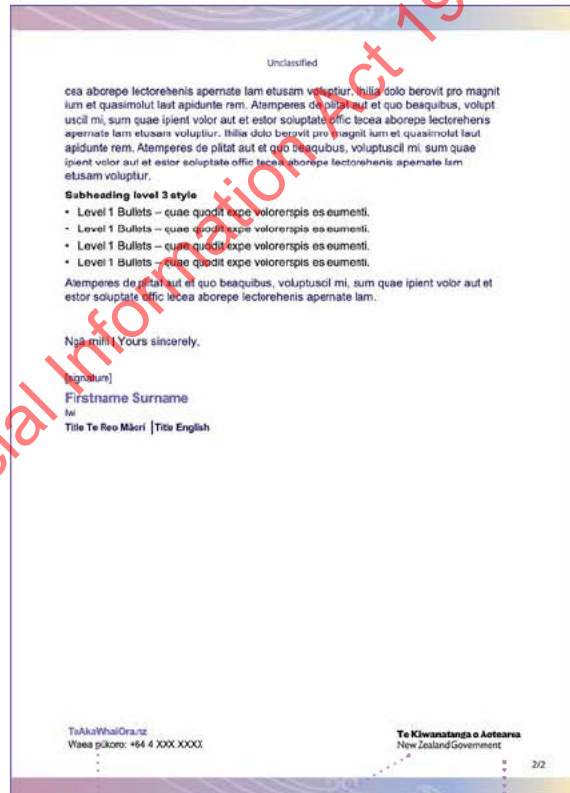 Unclassified
cea aborepe lectorehenis apernate lam etusam voluptiur. Ihilia dolo berovit pro magnit
ium et quasimolut laut apidunte rem. Atemperes de plitat aut et quo beaquibus, volupt
uscil mi, sum quae ipient volor aut et estor soluptate offic tecea aborepe lectorehenis
apernate lam etusam voluptiur. Ihilia dolo berovit pro magnit ium et quasimolut laut
apidunte rem. Atemperes de plitat aut et quo beaquibus, voluptuscil mi, sum quae
ipient volor aut et estor soluptate offic tecea aborepe lectorehenis apernate lam
etusam voluptiur.
Subheading level 3 style
• Level 1 Bullets – quae quodit expe volorerspis es eumenti.
- Level 1 Bullets – quae quodit expe volorerspis es eumenti.
• Level 1 Bullets – quae quodit expe volorerspis es eumenti.
• Level 1 Bullets – quae quodit expe volorerspis es eumenti.
Atemperes de plitat aut et quo beaquibus, voluptuscil mi, sum quae ipient volor aut et
estor soluptate offic tecea aborepe lectorehenis apernate lam.
Ngā mihi | Yours sincerely,
[signature]
Firstname Surname
Iwi
Title Te Reo Māori | Title English
TeAkaWhaiOra.nz
Waea pūkoro: +64 4 XXX XXXX
Te Kāwanatanga o Aotearoa
New Zealand Government
2/2
cial Information Act 19